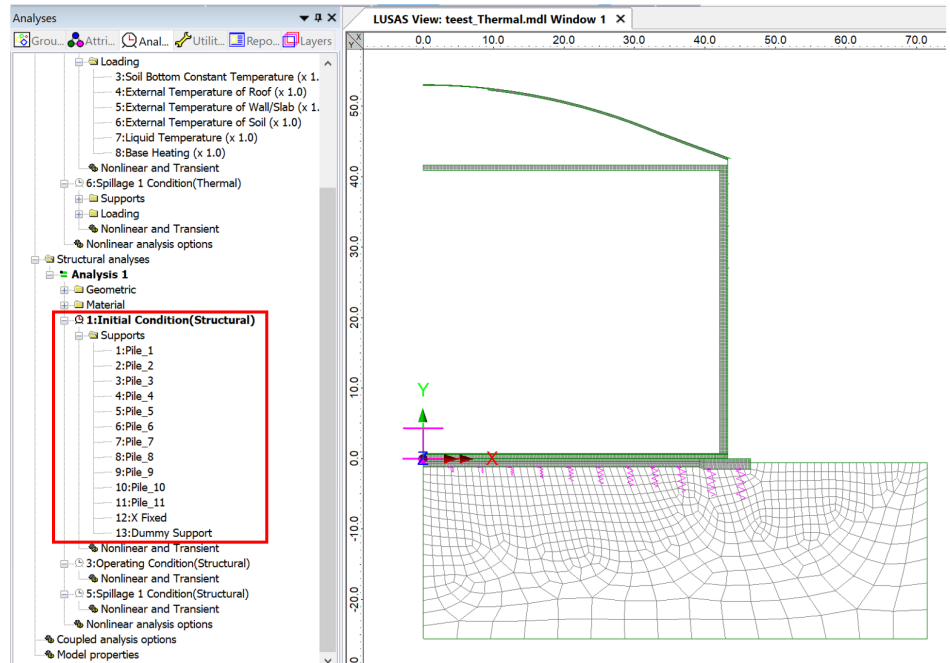 Analyses
Grou... Attri... Anal... Utilit... Repo... Layers
Loading
3:Soil Bottom Constant Temperature (x 1.
4:External Temperature of Roof (x 1.0)
5:External Temperature of Wall/Slab (x 1.
6:External Temperature of Soil (x 1.0)
7:Liquid Temperature (x 1.0)
8:Base Heating (x 1.0)
Nonlinear and Transient
6:Spillage 1 Condition(Thermal)
Supports
Loading
Nonlinear and Transient
Nonlinear analysis options
Structural analyses
Analysis 1
Geometric
Material
1:Initial Condition(Structural)
Supports
1:Pile_1
2:Pile_2
3:Pile_3
4:Pile_4
5:Pile_5
6:Pile_6
7:Pile_7
8:Pile_8
9:Pile_9
10:Pile_10
11:Pile_11
12:X Fixed
13:Dummy Support
Nonlinear and Transient
3:Operating Condition(Structural)
Nonlinear and Transient
5:Spillage 1 Condition(Structural)
Nonlinear and Transient
Nonlinear analysis options
Coupled analysis options
Model properties
LUSAS View: teest_Thermal.mdl Window 1
X
Y
0.0 10.0 20.0 30.0 40.0 50.0 60.0 70.0
50.0
40.0
30.0
20.0
10.0
0.0
-10.0
-20.0
Y
Z
X